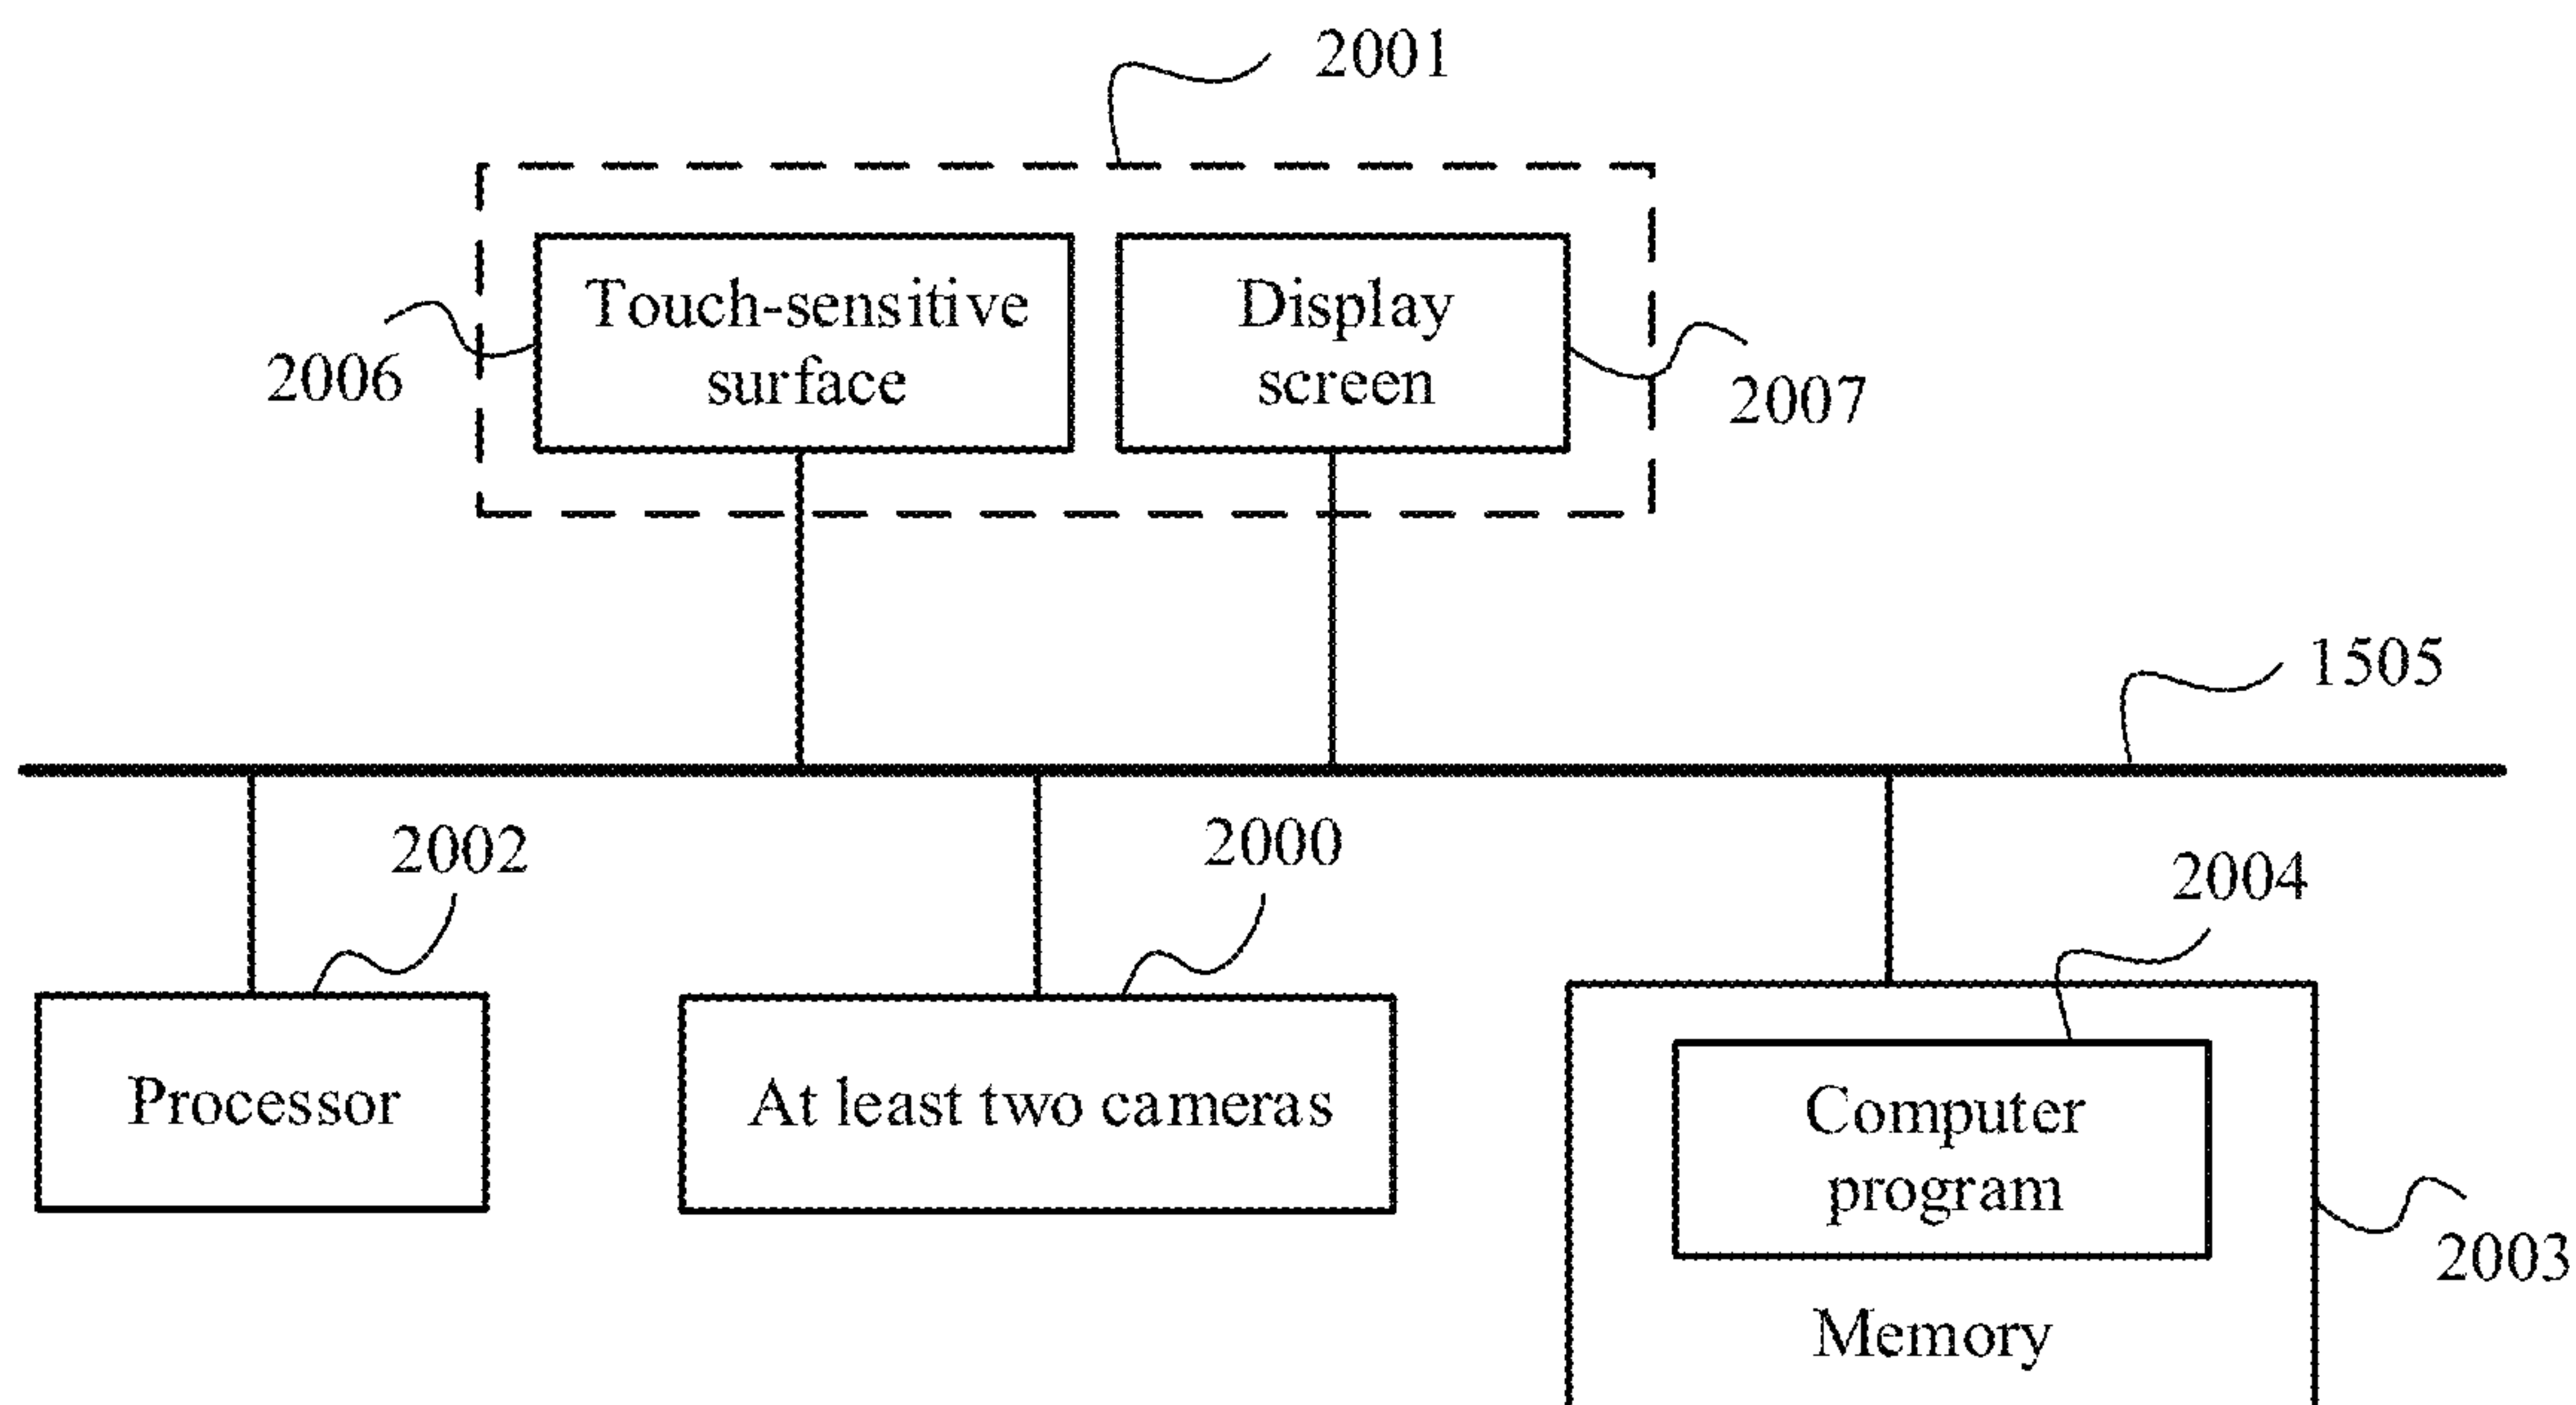 2001
Touch-sensitive
surface
Display
screen
2006
2007
1505
2002
2000
2004
Processor
At least two cameras
Computer
program
2003
Memory